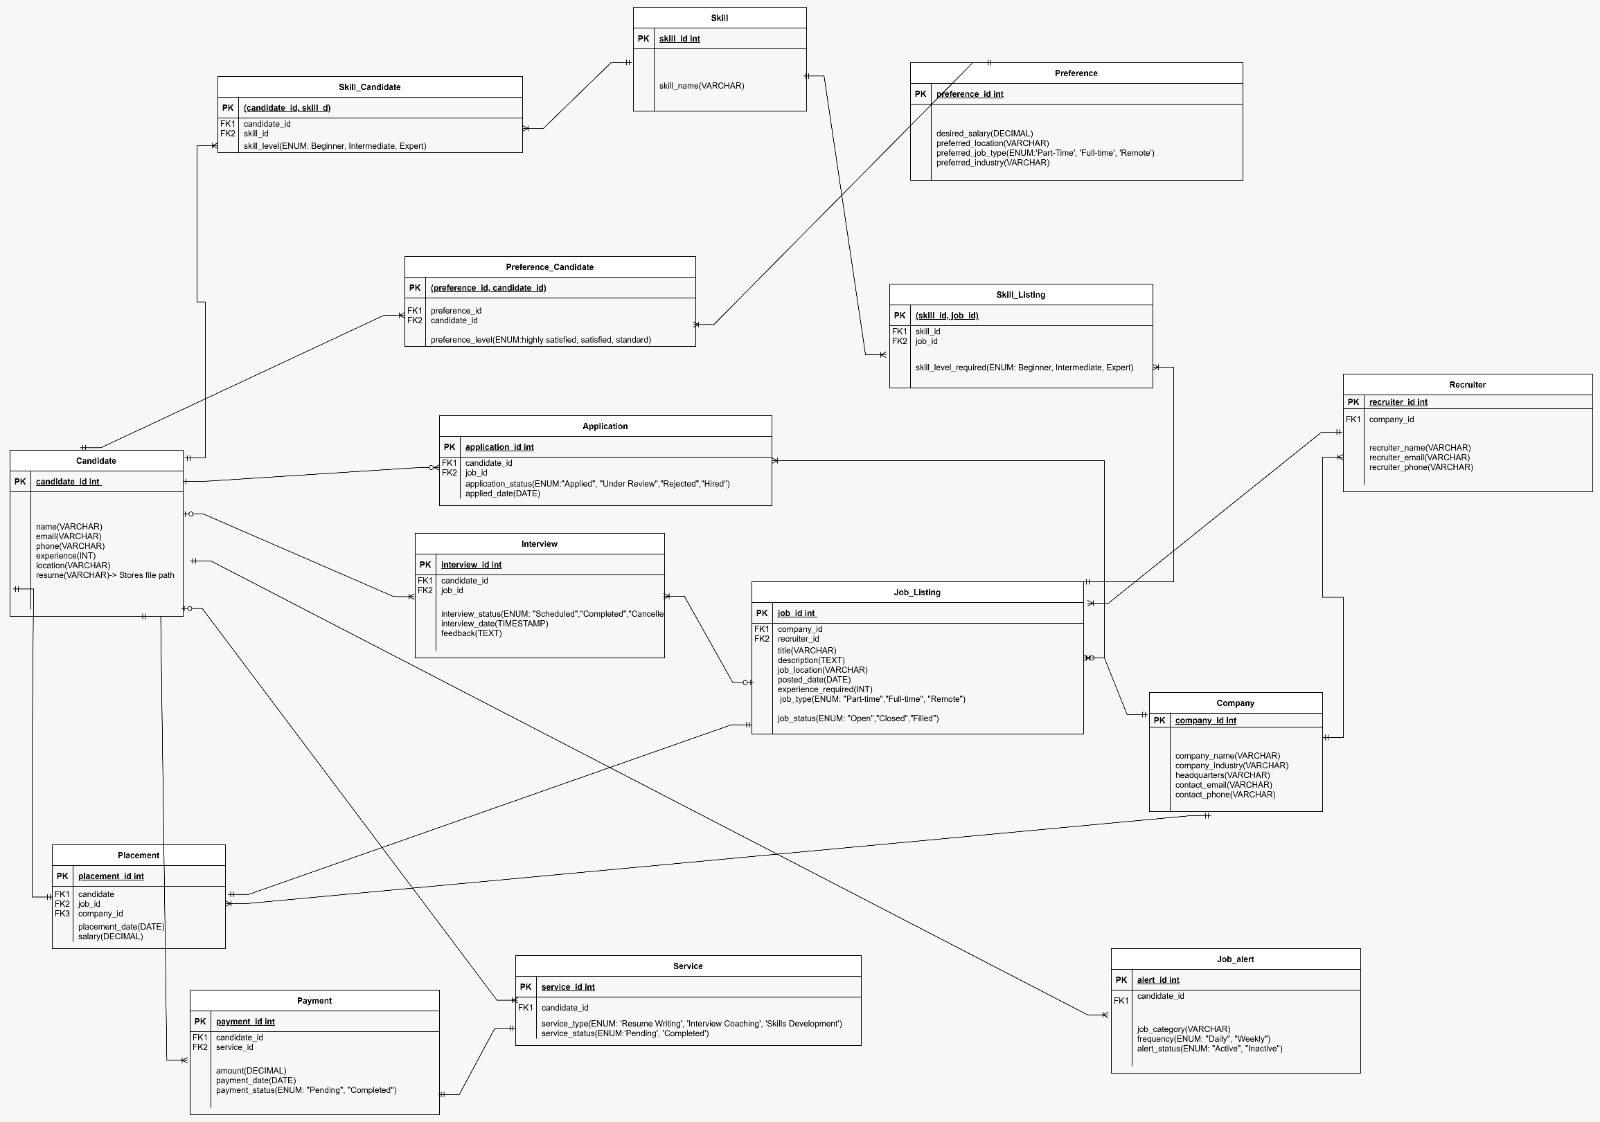 Skill
PK skill_id int
skill_name(VARCHAR)
Skill_Candidate
PK (candidate_id, skill_d)
FK1 candidate_id
FK2 skill_id
skill_level(ENUM: Beginner, Intermediate, Expert)
Preference
PK preference_id int
desired_salary(DECIMAL)
preferred_location(VARCHAR)
preferred_job_type(ENUM:'Part-Time', 'Full-time', 'Remote')
preferred_industry(VARCHAR)
Preference_Candidate
PK (preference_id, candidate_id)
FK1 preference_id
FK2 candidate_id
preference_level(ENUM:highly satisfied, satisfied, standard)
Skill_Listing
PK (skill_id, job_id)
FK1 skill_id
FK2 job_id
skill_level_required(ENUM: Beginner, Intermediate, Expert)
Recruiter
PK recruiter_id int
FK1 company_id
recruiter_name(VARCHAR)
recruiter_email(VARCHAR)
recruiter_phone(VARCHAR)
Application
PK application_id int
FK1 candidate_id
FK2 job_id
application_status(ENUM:"Applied", "Under Review","Rejected","Hired")
applied_date(DATE)
Candidate
PK candidate_id int
name(VARCHAR)
email(VARCHAR)
phone(VARCHAR)
experience(INT)
location(VARCHAR)
resume(VARCHAR)-> Stores file path
Interview
PK interview_id int
FK1 candidate_id
FK2 job_id
interview_status(ENUM: "Scheduled","Completed","Cancelle
interview_date(TIMESTAMP)
feedback(TEXT)
Job_Listing
PK job_id int
FK1 company_id
FK2 recruiter_id
title(VARCHAR)
description(TEXT)
job_location(VARCHAR)
posted_date(DATE)
experience_required(INT)
job_type(ENUM: "Part-time","Full-time", "Remote")
job_status(ENUM: "Open","Closed","Filled")
Company
PK company_id int
company_name(VARCHAR)
company_industry(VARCHAR)
headquarters(VARCHAR)
contact_email(VARCHAR)
contact_phone(VARCHAR)
Placement
PK placement_id int
FK1 candidate
FK2 job_id
FK3 company_id
placement_date(DATE)
salary(DECIMAL)
Service
PK service_id int
FK1 candidate_id
service_type(ENUM: 'Resume Writing', 'Interview Coaching', 'Skills Development')
service_status(ENUM:'Pending', 'Completed')
Job_alert
PK alert_id int
FK1 candidate_id
job_category(VARCHAR)
frequency(ENUM: "Daily", "Weekly")
alert_status(ENUM: "Active", "Inactive")
Payment
PK payment_id int
FK1 candidate_id
FK2 service_id
amount(DECIMAL)
payment_date(DATE)
payment_status(ENUM: "Pending", "Completed")